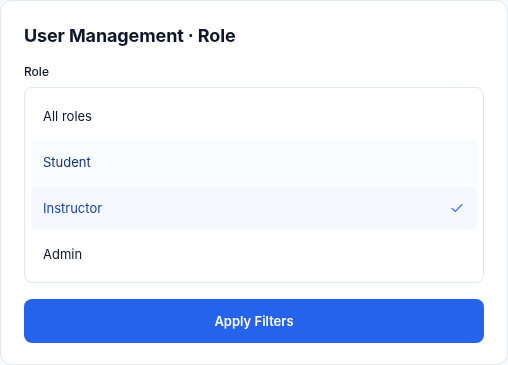 User Management · Role
Role
All roles
Student
Instructor
Admin
Apply Filters